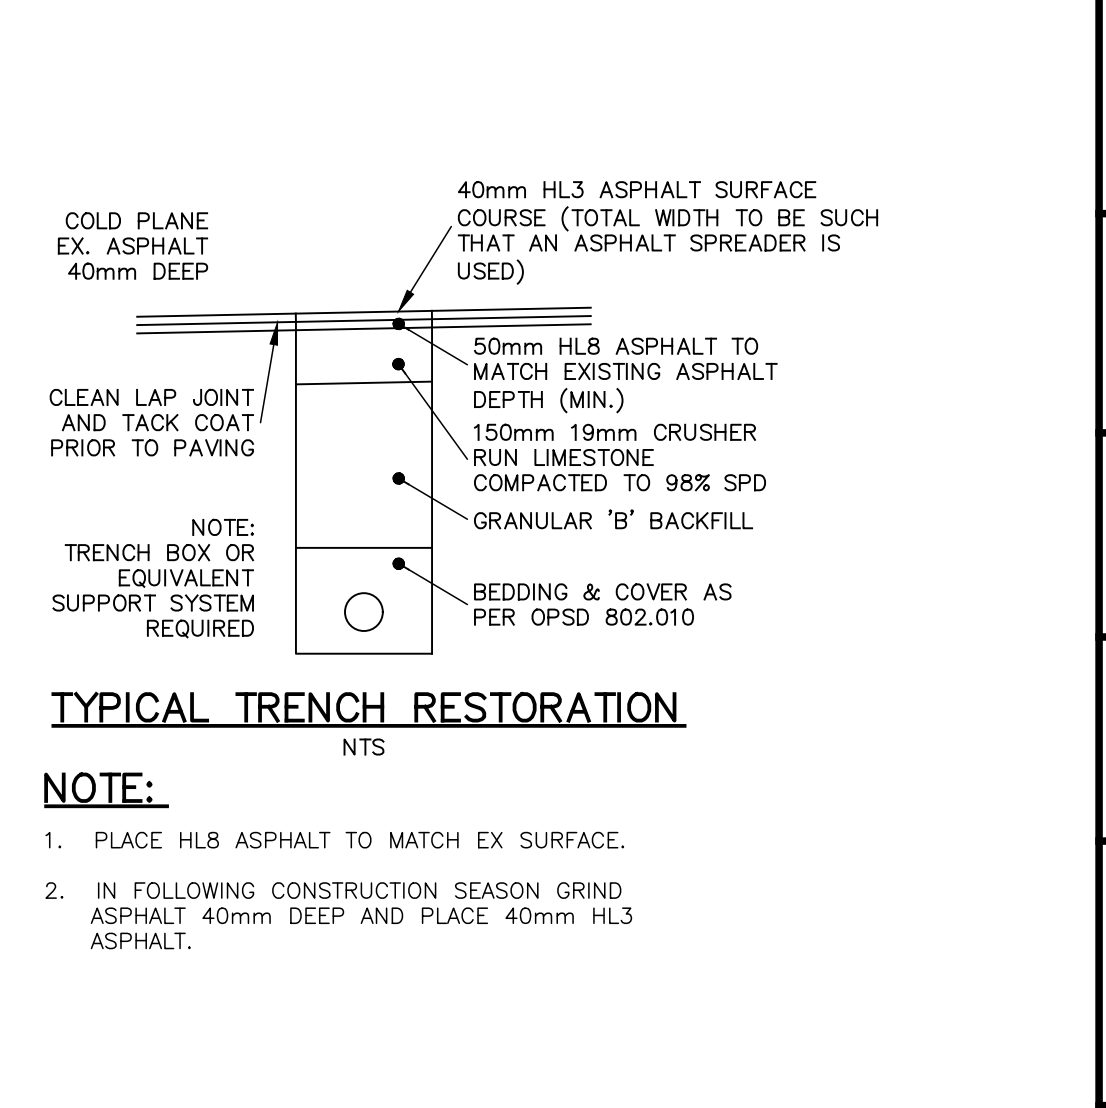 COLD PLANE
EX. ASPHALT
40mm DEEP
40mm HL3 ASPHALT SURFACE
COURSE (TOTAL WIDTH TO BE SUCH
THAT AN ASPHALT SPREADER IS
USED)
50mm HL8 ASPHALT TO
MATCH EXISTING ASPHALT
DEPTH (MIN.)
CLEAN LAP JOINT
AND TACK COAT
PRIOR TO PAVING
150mm 19mm CRUSHER
RUN LIMESTONE
COMPACTED TO 98% SPD
GRANULAR 'B' BACKFILL
NOTE:
TRENCH BOX OR
EQUIVALENT
SUPPORT SYSTEM
REQUIRED
BEDDING & COVER AS
PER OPSD 802.010
TYPICAL TRENCH RESTORATION
NTS
NOTE:
1. PLACE HL8 ASPHALT TO MATCH EX SURFACE.
2. IN FOLLOWING CONSTRUCTION SEASON GRIND
ASPHALT 40mm DEEP AND PLACE 40mm HL3
ASPHALT.